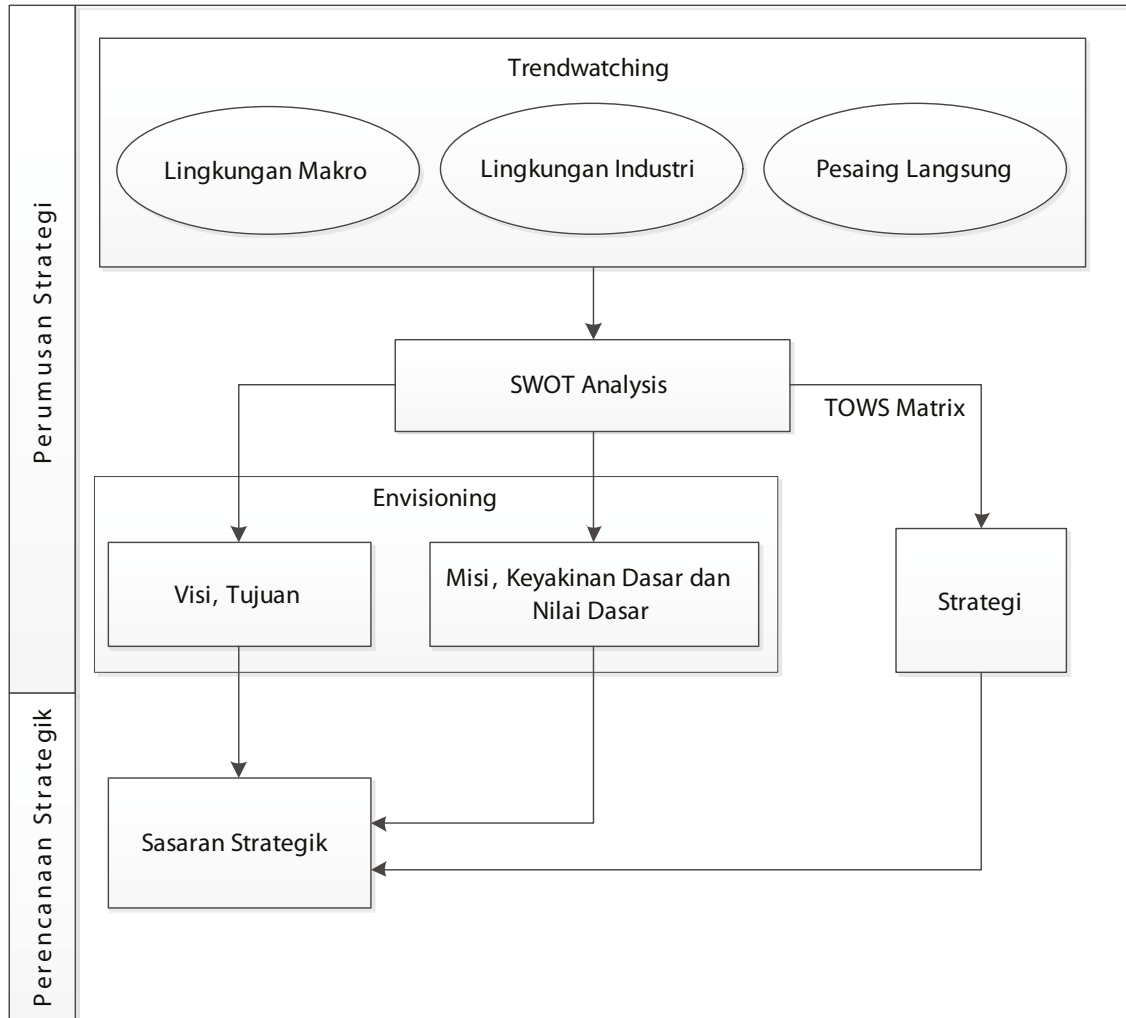 Perumusan Strategi
Trendwatching
Lingkungan Makro
Lingkungan Industri
Pesaing Langsung
SWOT Analysis
TOWS Matrix
Envisioning
Visi, Tujuan
Misi, Keyakinan Dasar dan
Nilai Dasar
Strategi
Perencanaan Strategik
Sasaran Strategik